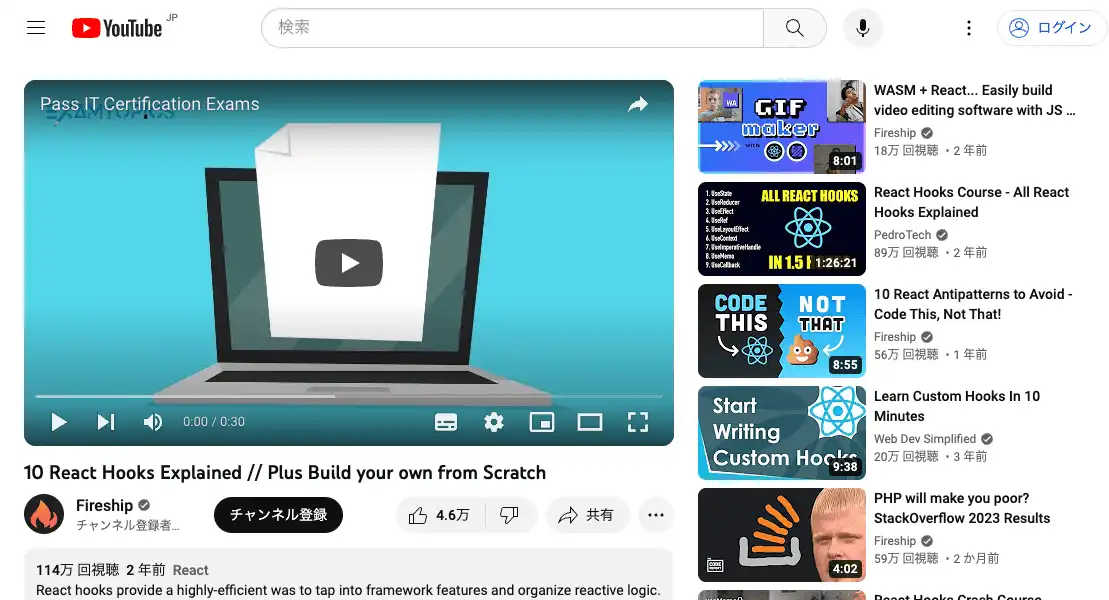 YouTube JP
検索
ログイン
Pass IT Certification Exams
EXAMTOPICS
0:00 / 0:30
10 React Hooks Explained // Plus Build your own from Scratch
Fireship
チャンネル登録者...
チャンネル登録
4.6万
共有
114万 回視聴 2 年前 React
React hooks provide a highly-efficient was to tap into framework features and organize reactive logic.
WA
GIF
maker
with
8:01
WASM + React... Easily build
video editing software with JS ...
Fireship
18万 回視聴 ・2 年前
ALL REACT HOOKS
1. UseState
2. UseReducer
3. UseEffect
4. UseRef
5. UseLayoutEffect
6. UseContext
7. UseImperativeHandle
8. UseMemo
9. UseCallback
IN 1.5
1:26:21
React Hooks Course - All React
Hooks Explained
PedroTech
89万 回視聴 ・2 年前
CODE
THIS
NOT
THAT
8:55
10 React Antipatterns to Avoid -
Code This, Not That!
Fireship
56万 回視聴 ・1 年前
Start
Writing
Custom Hooks
9:38
Learn Custom Hooks In 10
Minutes
Web Dev Simplified
20万 回視聴 ・3 年前
CODE
REPORT
4:02
PHP will make you poor?
StackOverflow 2023 Results
Fireship
59万 回視聴 ・2 か月前
React Hooks Crash Course